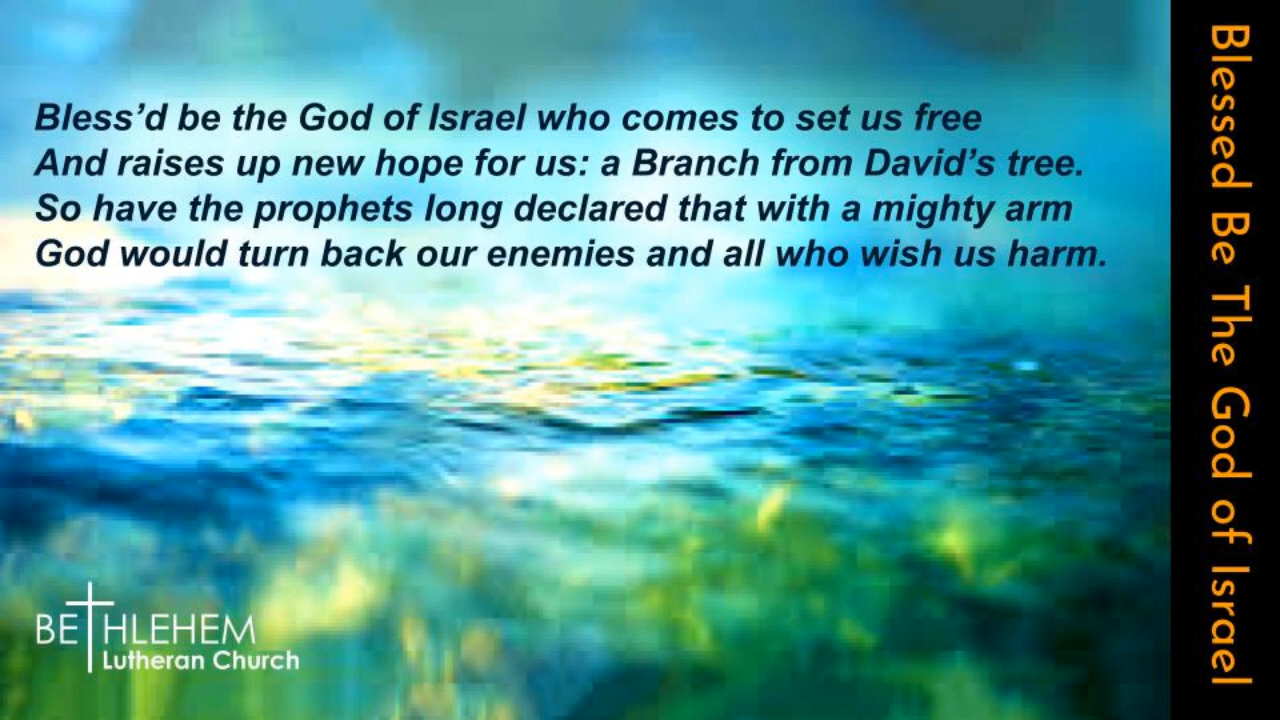 Bless’d be the God of Israel who comes to set us free
And raises up new hope for us: a Branch from David’s tree.
So have the prophets long declared that with a mighty arm
God would turn back our enemies and all who wish us harm.
BETHLEHEM
Lutheran Church
Blessed Be The God of Israel